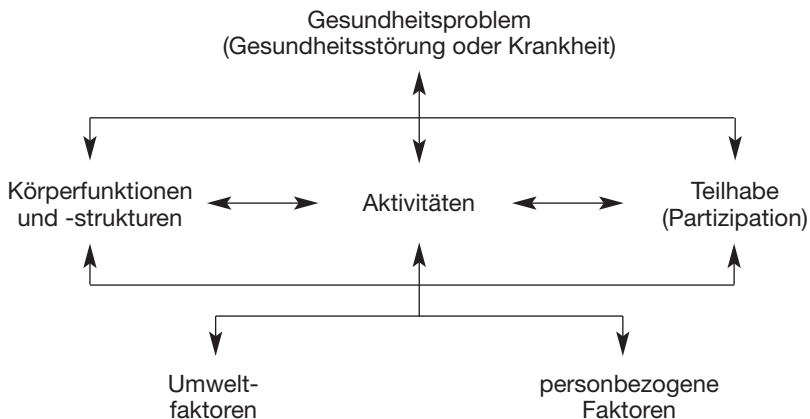 Gesundheitsproblem
(Gesundheitsstörung oder Krankheit)
Körperfunktionen
und -strukturen
Aktivitäten
Teilhabe
(Partizipation)
Umwelt-
faktoren
personbezogene
Faktoren